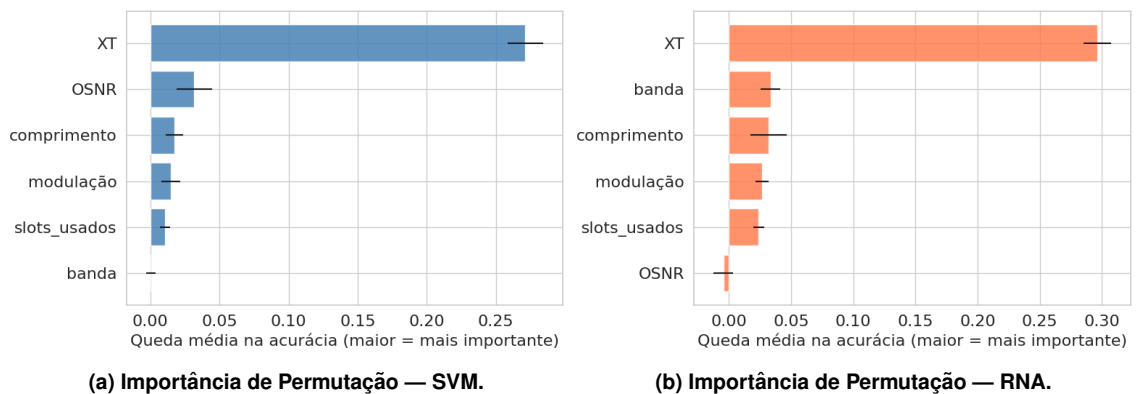 XT
OSNR
comprimento
modulação
slots_usados
banda
0.00 0.05 0.10 0.15 0.20 0.25
Queda média na acurácia (maior = mais importante)
(a) Importância de Permutação — SVM.
XT
banda
comprimento
modulação
slots_usados
OSNR
0.00 0.05 0.10 0.15 0.20 0.25 0.30
Queda média na acurácia (maior = mais importante)
(b) Importância de Permutação — RNA.